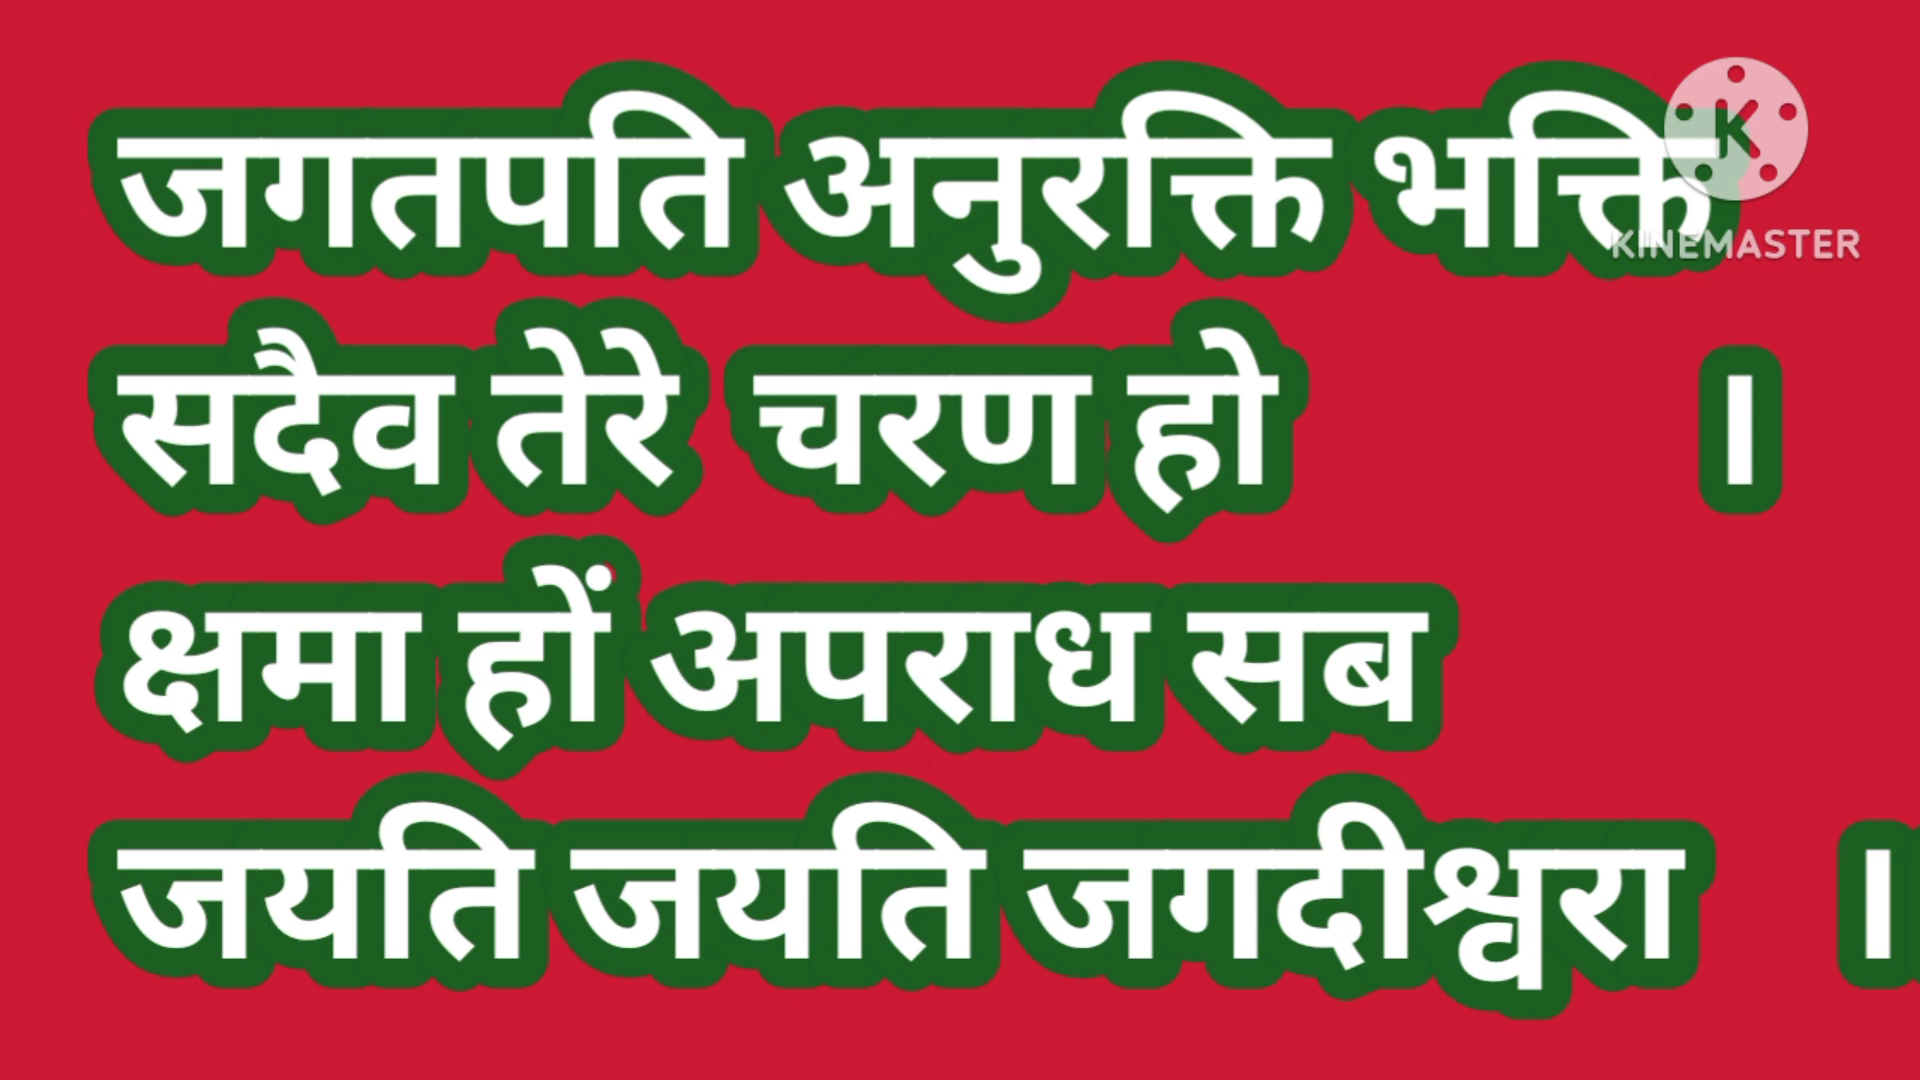 जगतपति अनुरक्ति भक्ति
KINEMASTER
सदैव तेरे चरण हो ।
क्षमा हों अपराध सब
जयति जयति जगदीश्वरा ।